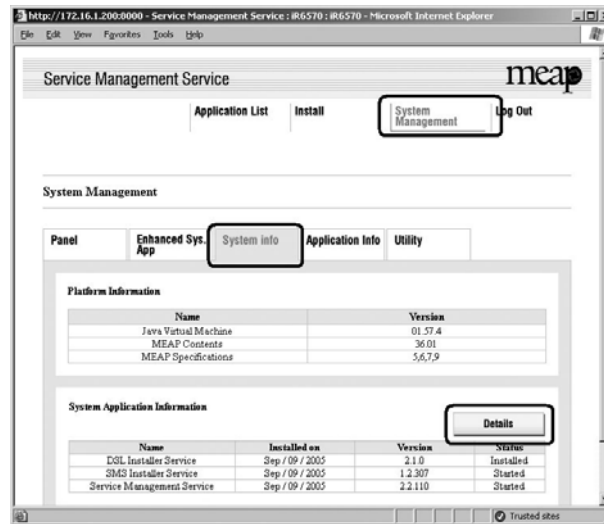 http://172.16.1.200:8000 - Service Management Service : iR6570 : iR6570 - Microsoft Internet Explorer
File Edit View Favorites Tools Help
Service Management Service
meap
Application List Install System Management Log Out
System Management
Panel Enhanced Sys. App System info Application Info Utility
Platform Information
Name Version
Java Virtual Machine 01.57.4
MEAP Contents 36.01
MEAP Specifications 5,6,7,9
System Application Information
Details
Name Installed on Version Status
DSL Installer Service Sep / 09 / 2005 2.1.0 Installed
SMS Installer Service Sep / 09 / 2005 1.2.307 Started
Service Management Service Sep / 09 / 2005 2.2.110 Started
Trusted sites